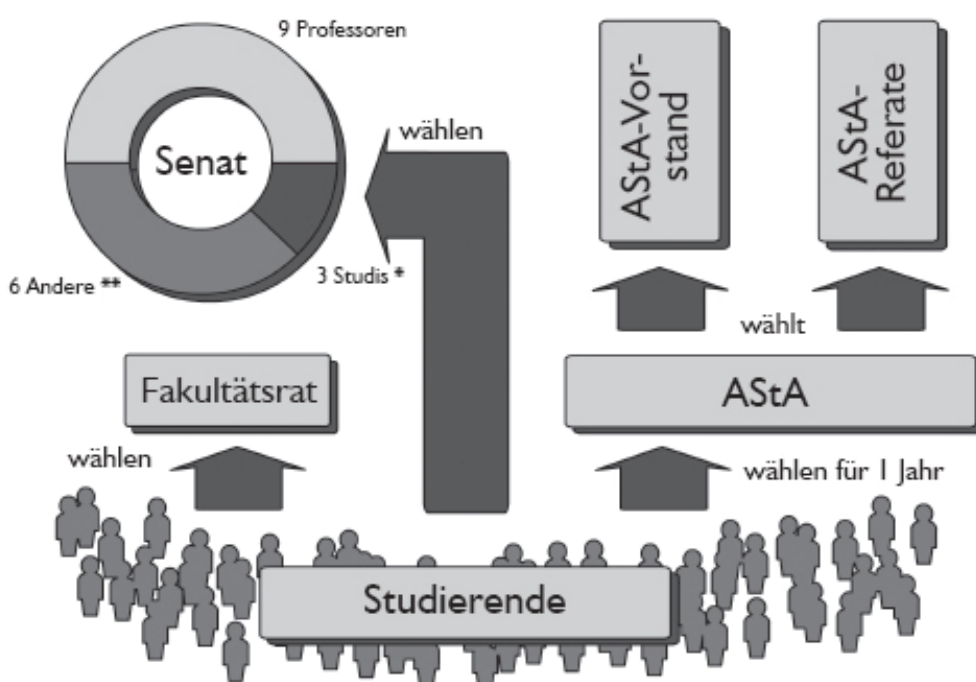 9 Professoren
Senat
6 Andere **
3 Studis *
wählen
AStA-Vor-
stand
AStA-
Referate
wählt
Fakultätsrat
AStA
wählen
wählen für 1 Jahr
Studierende